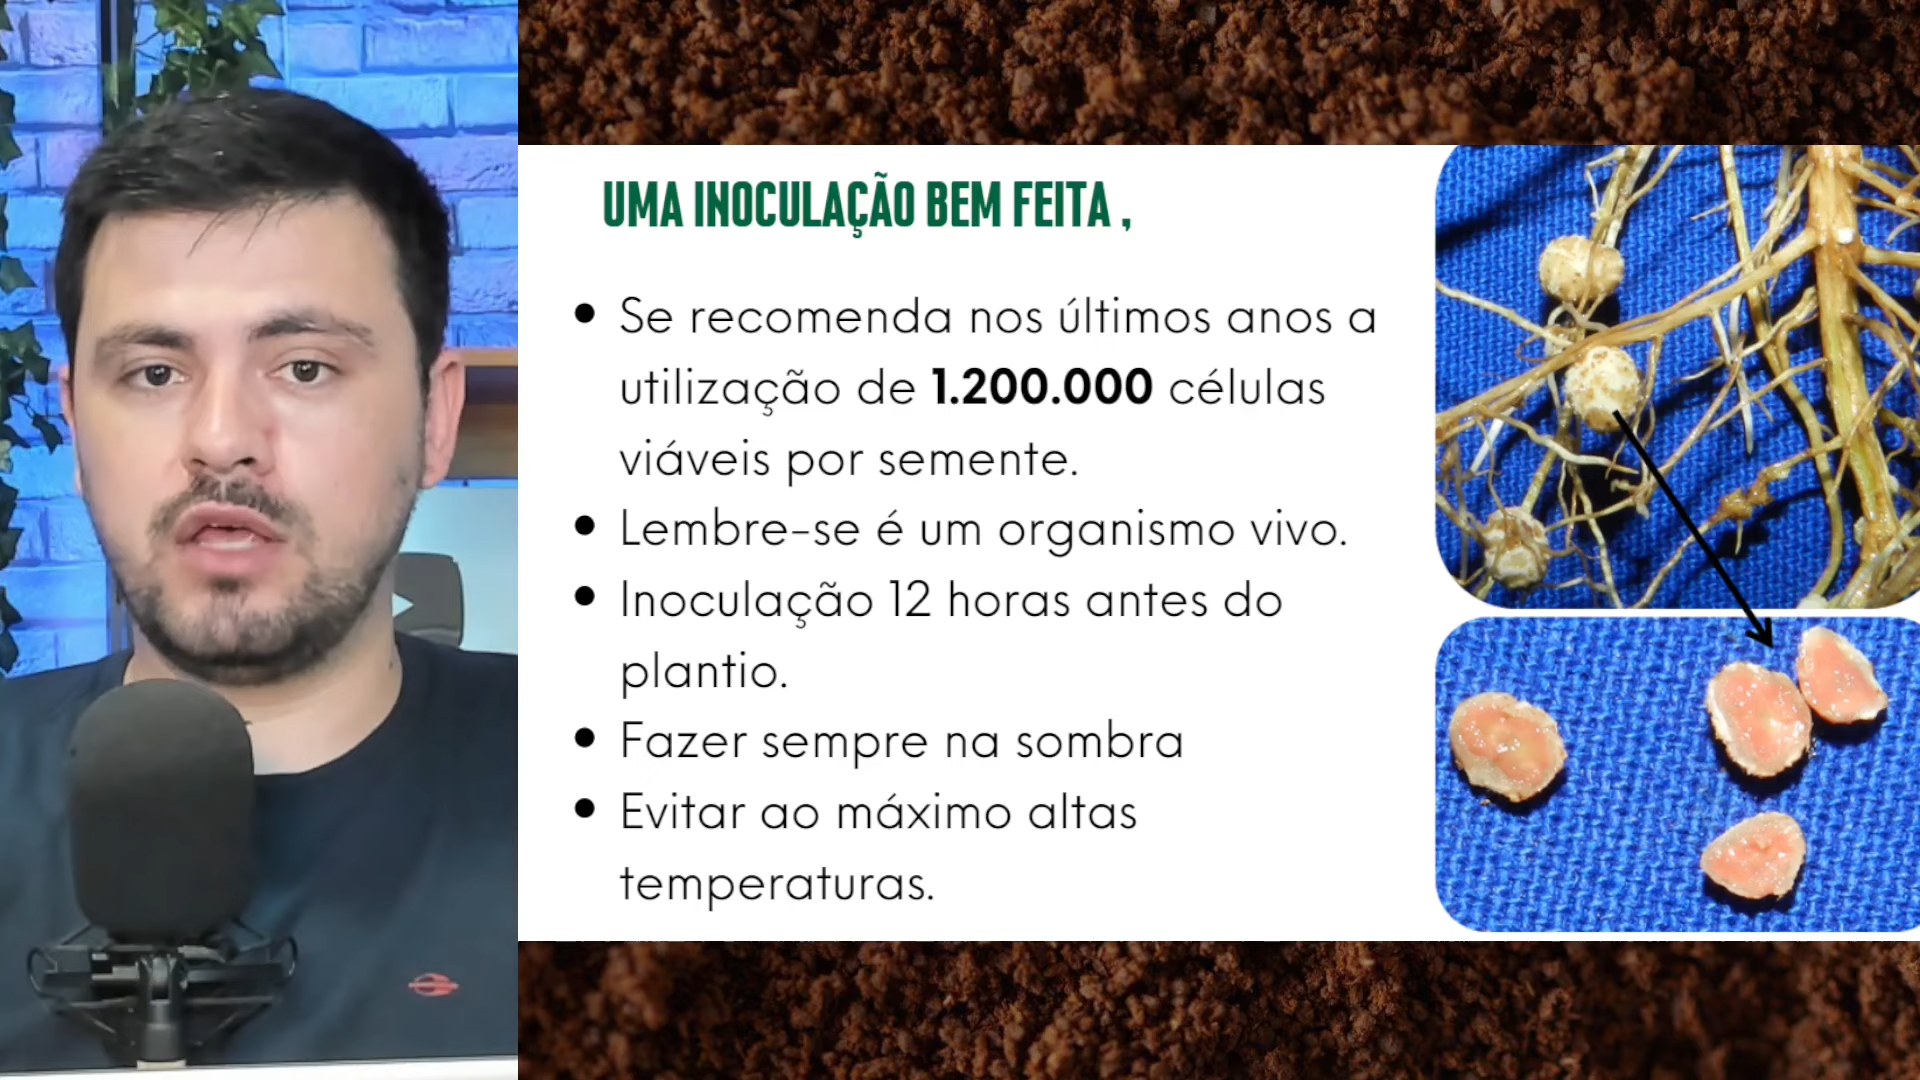 UMA INOCULAÇÃO BEM FEITA ,
Se recomenda nos últimos anos a
utilização de 1.200.000 células
viáveis por semente.
Lembre-se é um organismo vivo.
Inoculação 12 horas antes do
plantio.
Fazer sempre na sombra
Evitar ao máximo altas
temperaturas.